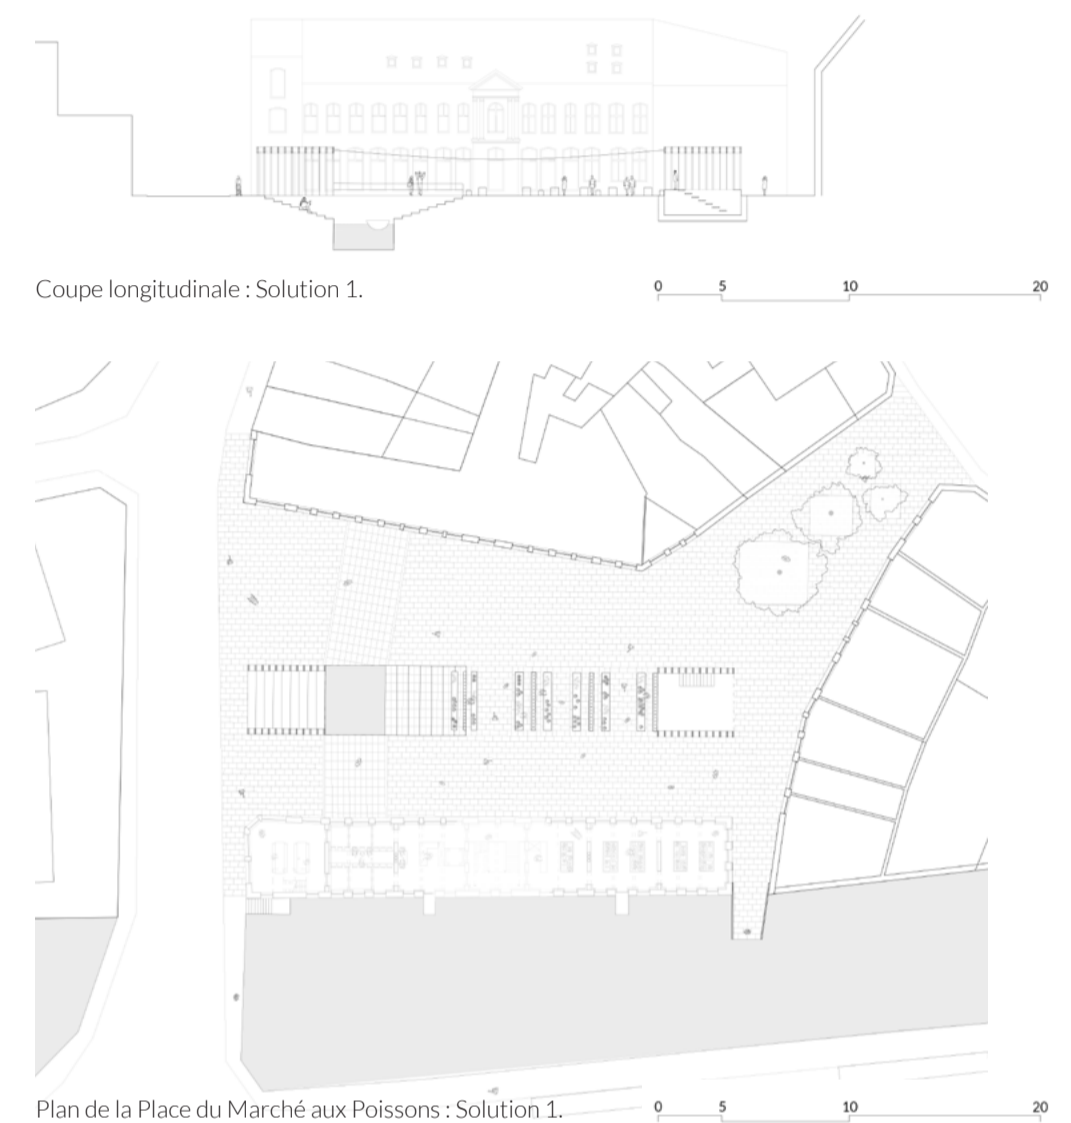 Coupe longitudinale : Solution 1.
0 5 10 20
Plan de la Place du Marché aux Poissons : Solution 1.
0 5 10 20